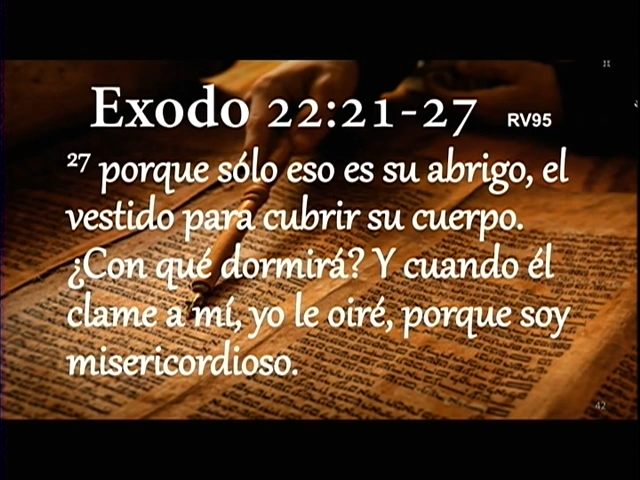 Exodo 22:21-27 RV95
27 porque sólo eso es su abrigo, el
vestido para cubrir su cuerpo.
¿Con qué dormirá? Y cuando él
clame a mí, yo le oiré, porque soy
misericordioso.
42